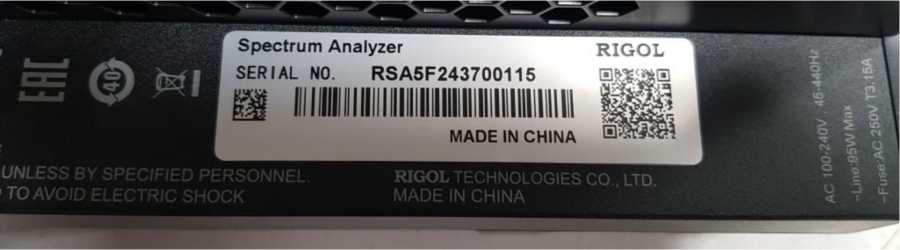 Spectrum Analyzer
RIGOL
SERIAL NO. RSA5F243700115
MADE IN CHINA
EAC
40
UNLESS BY SPECIFIED PERSONNEL.
TO AVOID ELECTRIC SHOCK
RIGOL TECHNOLOGIES CO., LTD.
MADE IN CHINA
AC 100-240V 45-440Hz
~Line:95W Max
~Fuse:AC 250V T3.15A